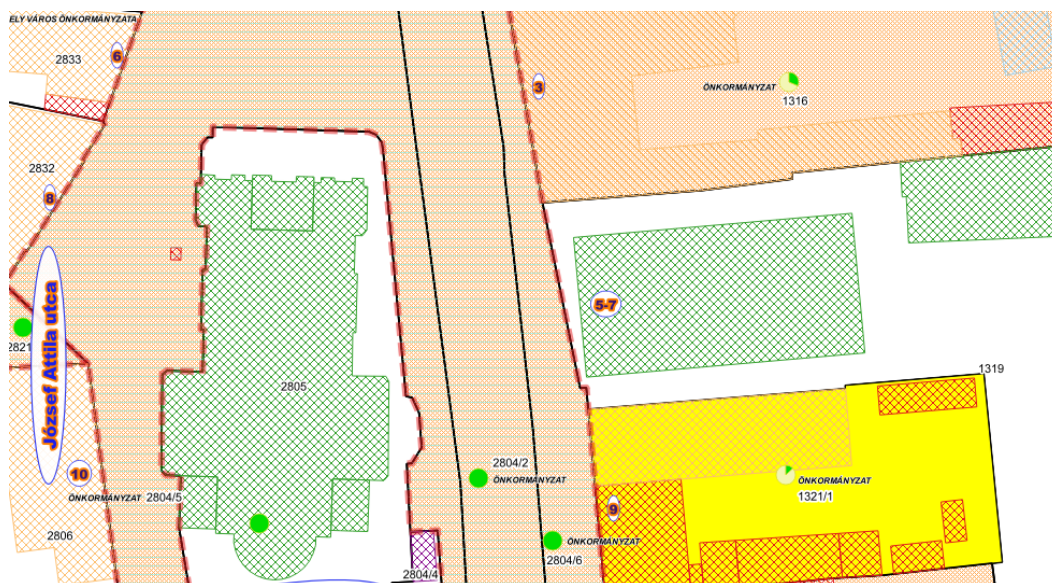 ELY VÁROS ÖNKORMÁNYZATA
6
2833
3
ÖNKORMÁNYZAT
1316
2832
8
József Attila utca
5-7
2821
1319
2805
10
2804/2
ÖNKORMÁNYZAT
ÖNKORMÁNYZAT
2804/5
ÖNKORMÁNYZAT
1321/1
9
2806
ÖNKORMÁNYZAT
2804/6
2804/4